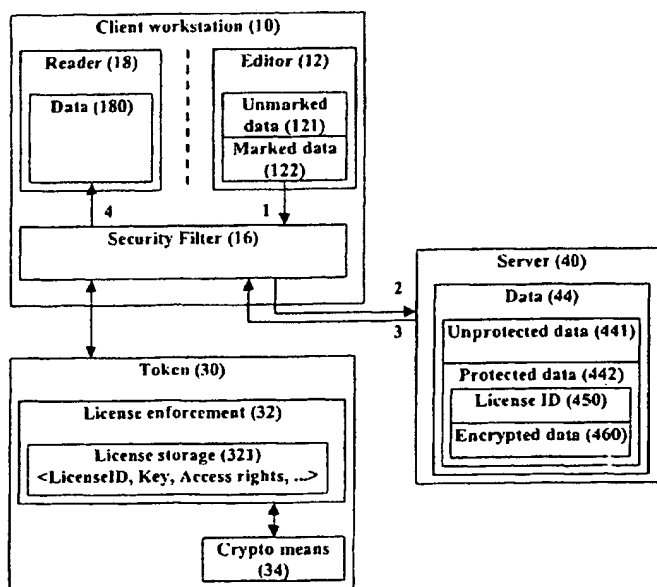 Client workstation (10)
Reader (18)
Data (180)
Editor (12)
Unmarked
data (121)
Marked data
(122)
4
1
Security Filter (16)
2
3
Server (40)
Data (44)
Unprotected data (441)
Protected data (442)
License ID (450)
Encrypted data (460)
Token (30)
License enforcement (32)
License storage (321)
<LicenseID, Key, Access rights, ...>
Crypto means
(34)